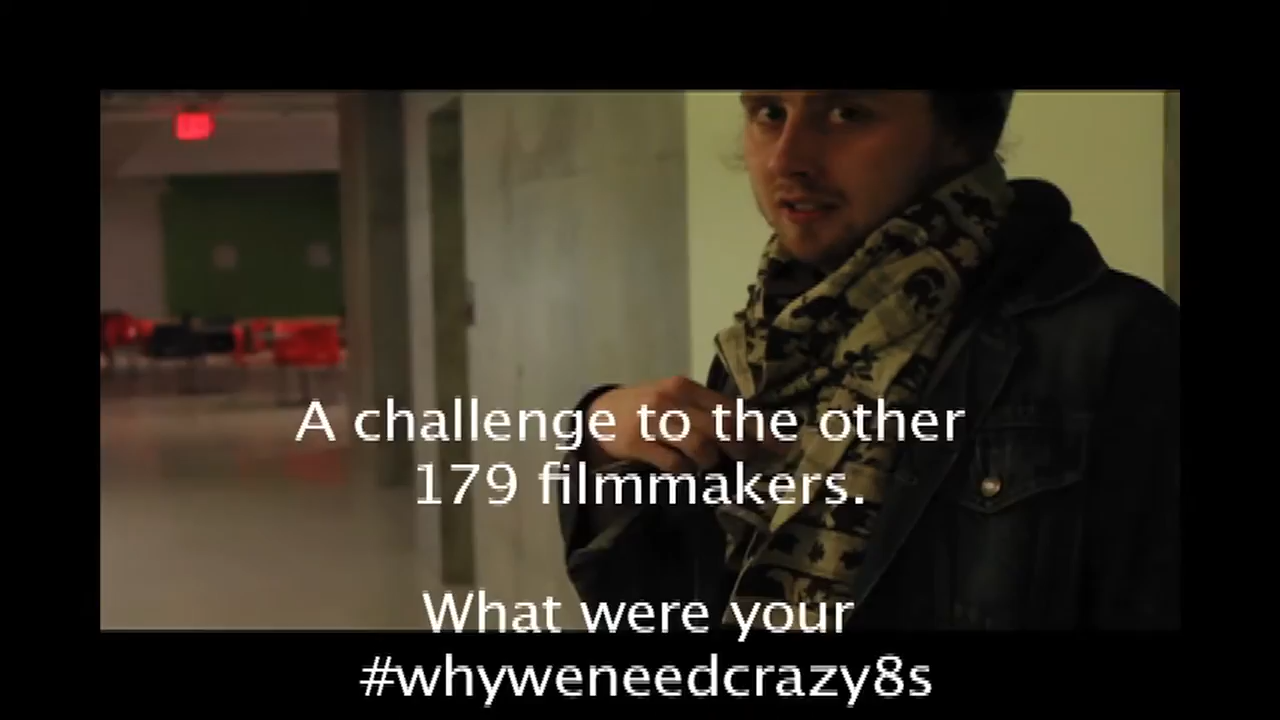 A challenge to the other
179 filmmakers.
What were your
#whyweneedcrazy8s